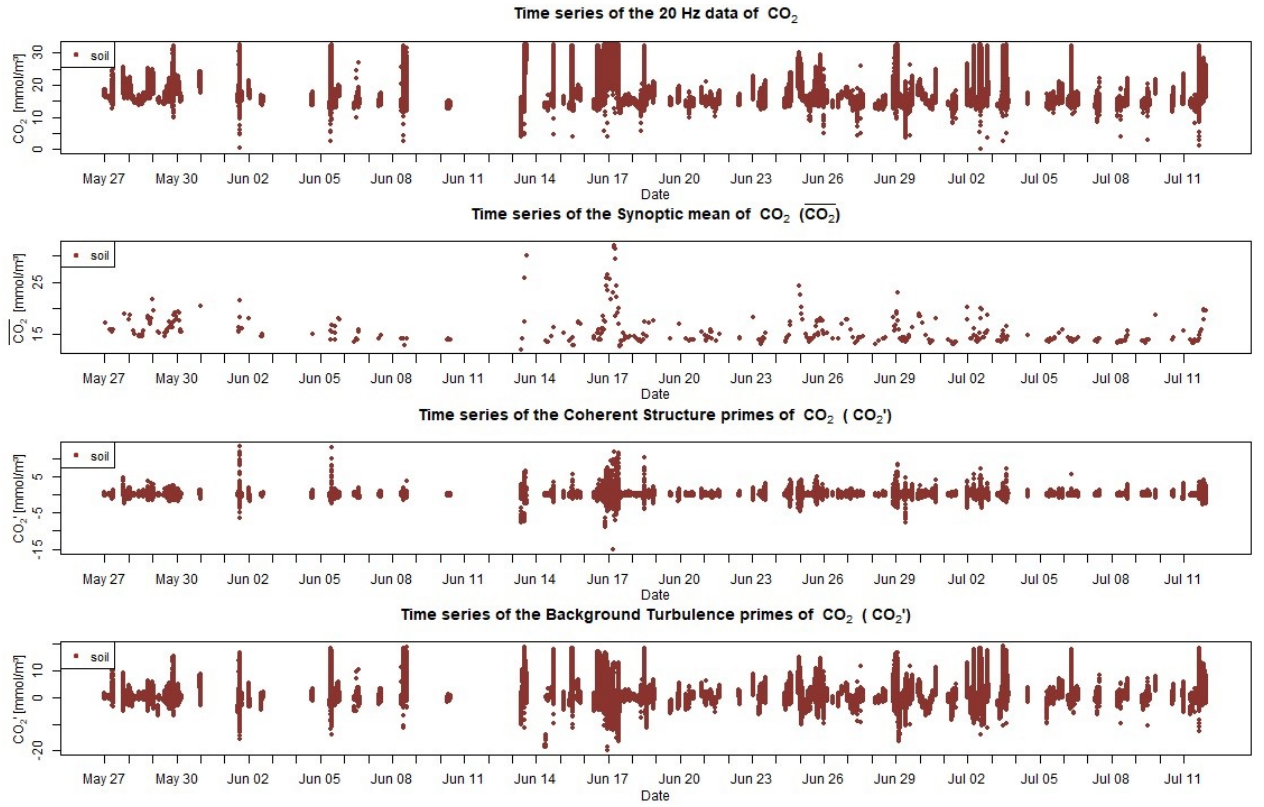 Time series of the 20 Hz data of CO₂
CO₂ [mmol/m³]
30
20
10
0
soil
May 27 May 30 Jun 02 Jun 05 Jun 08 Jun 11 Jun 14 Jun 17 Jun 20 Jun 23 Jun 26 Jun 29 Jul 02 Jul 05 Jul 08 Jul 11
Date
Time series of the Synoptic mean of CO₂ (C̅O̅₂̅)
C̅O̅₂̅ [mmol/m³]
25
15
soil
May 27 May 30 Jun 02 Jun 05 Jun 08 Jun 11 Jun 14 Jun 17 Jun 20 Jun 23 Jun 26 Jun 29 Jul 02 Jul 05 Jul 08 Jul 11
Date
Time series of the Coherent Structure primes of CO₂ ( CO₂')
CO₂' [mmol/m³]
5
-5
-15
soil
May 27 May 30 Jun 02 Jun 05 Jun 08 Jun 11 Jun 14 Jun 17 Jun 20 Jun 23 Jun 26 Jun 29 Jul 02 Jul 05 Jul 08 Jul 11
Date
Time series of the Background Turbulence primes of CO₂ ( CO₂')
CO₂' [mmol/m³]
10
0
-20
soil
May 27 May 30 Jun 02 Jun 05 Jun 08 Jun 11 Jun 14 Jun 17 Jun 20 Jun 23 Jun 26 Jun 29 Jul 02 Jul 05 Jul 08 Jul 11
Date